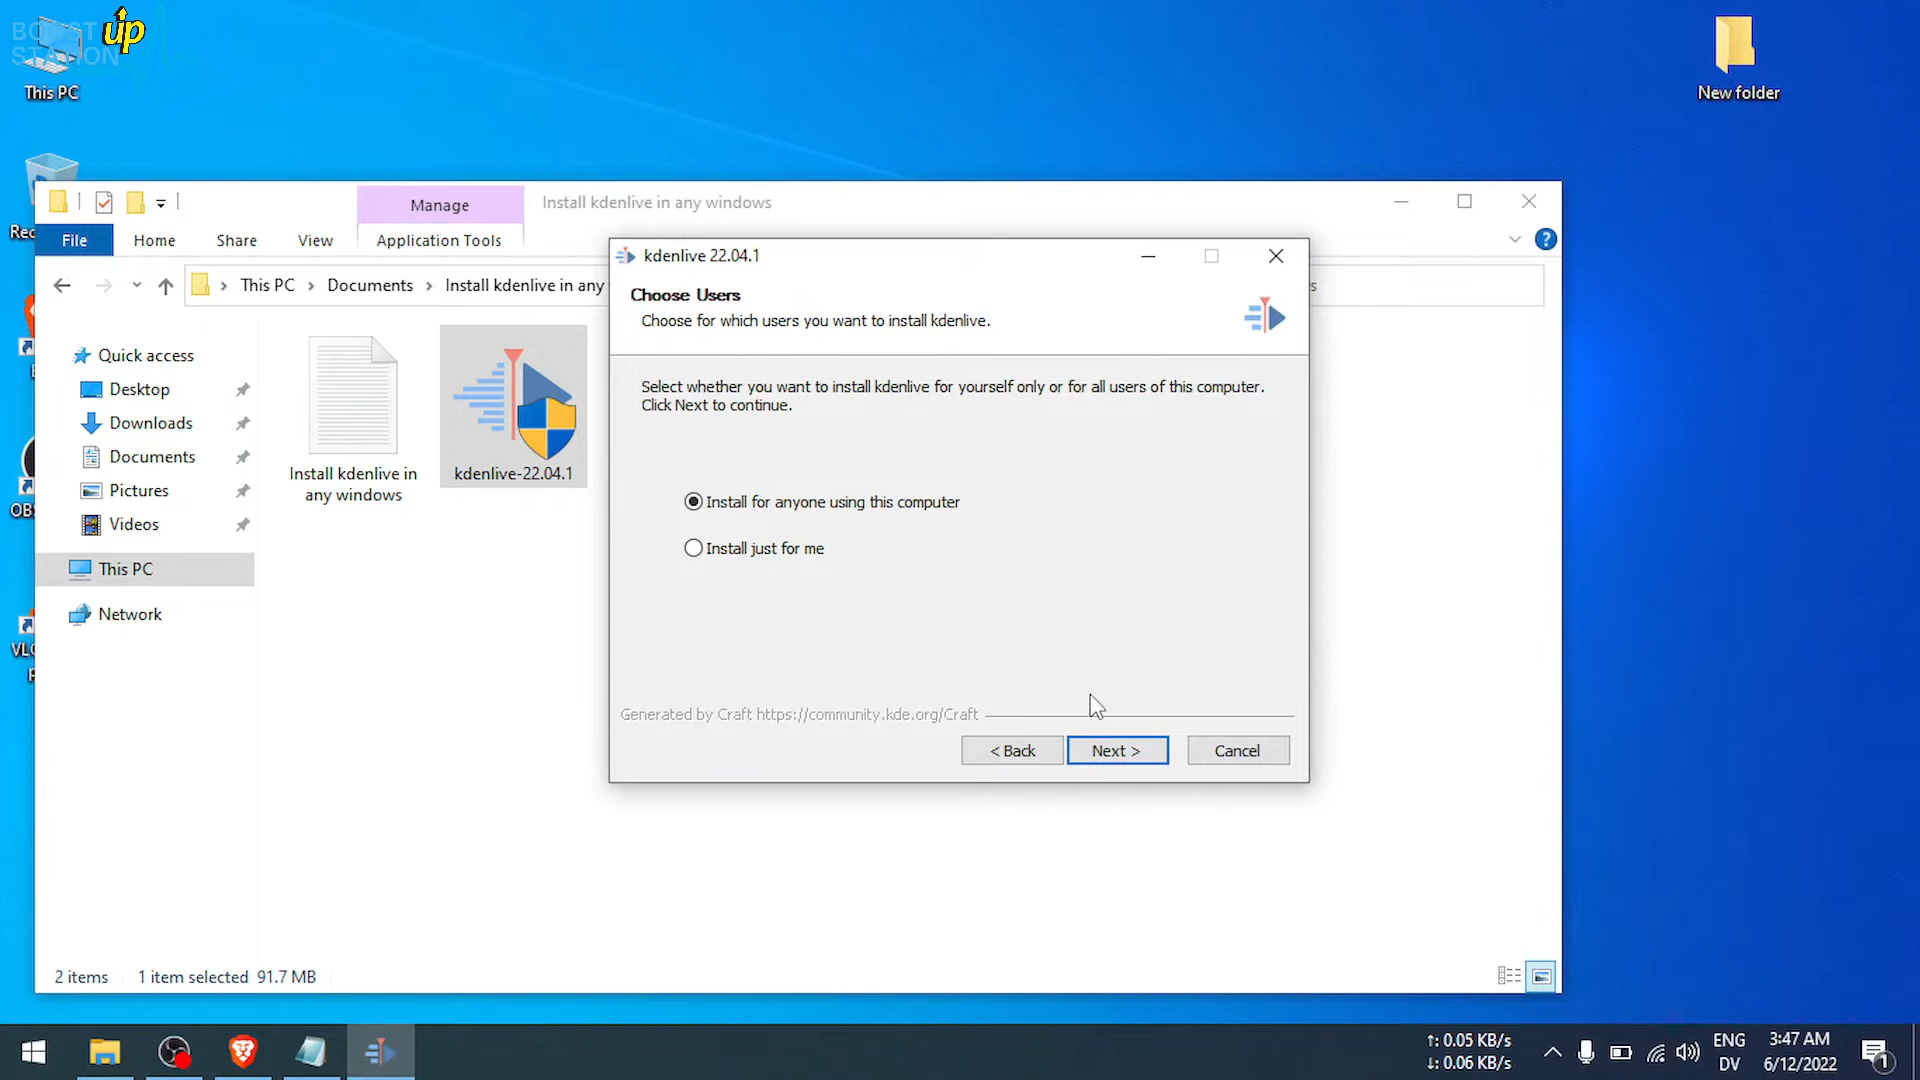 BOOST up
STATION
This PC
New folder
Rec
Manage
Install kdenlive in any windows
File
Home
Share
View
Application Tools
This PC
Documents
Install kdenlive in any
s
Quick access
Desktop
Downloads
Documents
Pictures
Videos
This PC
Network
Install kdenlive in
any windows
kdenlive-22.04.1
OBS
VLC
p
kdenlive 22.04.1
Choose Users
Choose for which users you want to install kdenlive.
Select whether you want to install kdenlive for yourself only or for all users of this computer.
Click Next to continue.
Install for anyone using this computer
Install just for me
Generated by Craft https://community.kde.org/Craft
< Back
Next >
Cancel
2 items
1 item selected 91.7 MB
↑: 0.05 KB/s
↓: 0.06 KB/s
ENG
DV
3:47 AM
6/12/2022
1